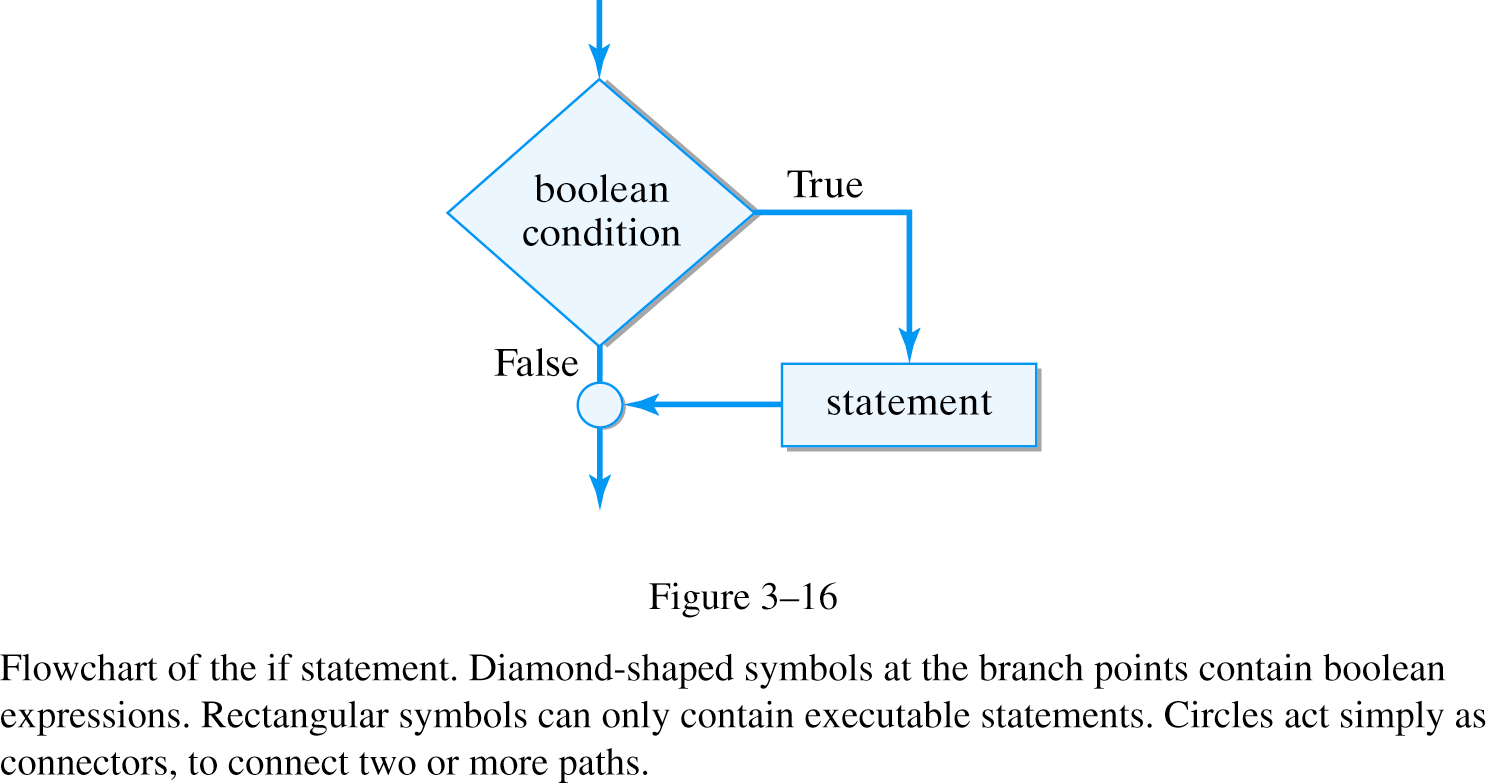 boolean
condition
True
False
statement
Figure 3–16
Flowchart of the if statement. Diamond-shaped symbols at the branch points contain boolean
expressions. Rectangular symbols can only contain executable statements. Circles act simply as
connectors, to connect two or more paths.